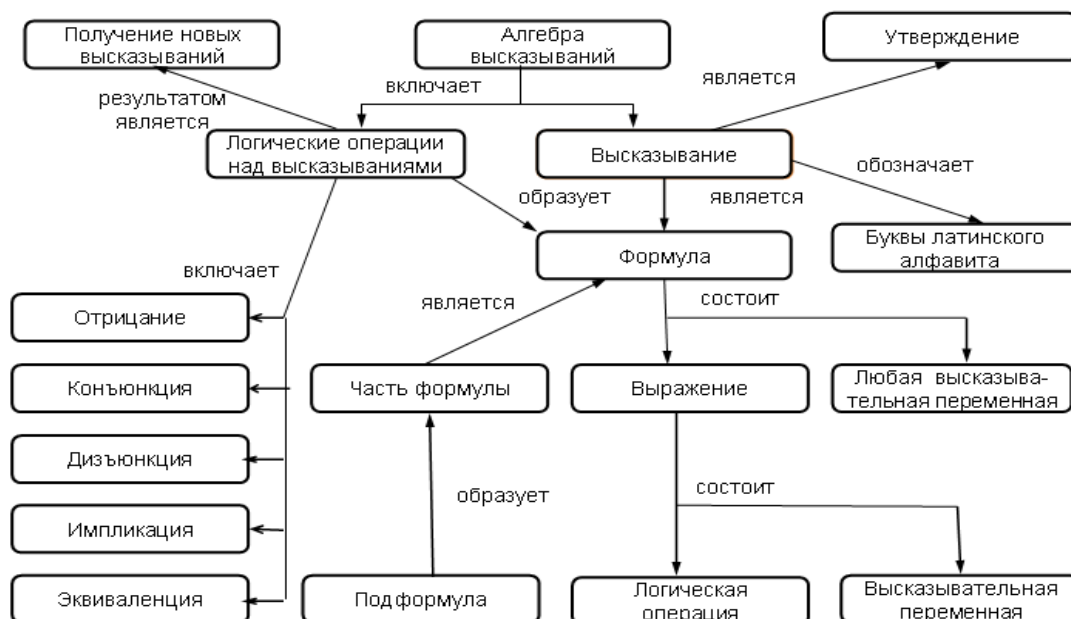 Получение новых
высказываний
Алгебра
высказываний
Утверждение
включает
является
результатом
является
Логические операции
над высказываниями
Высказывание
обозначает
образует
является
Формула
Буквы латинского
алфавита
включает
является
состоит
Отрицание
Конъюнкция
Часть формулы
Выражение
Любая высказыва-
тельная переменная
Дизъюнкция
образует
состоит
Импликация
Эквиваленция
Подформула
Логическая
операция
Высказывательная
переменная